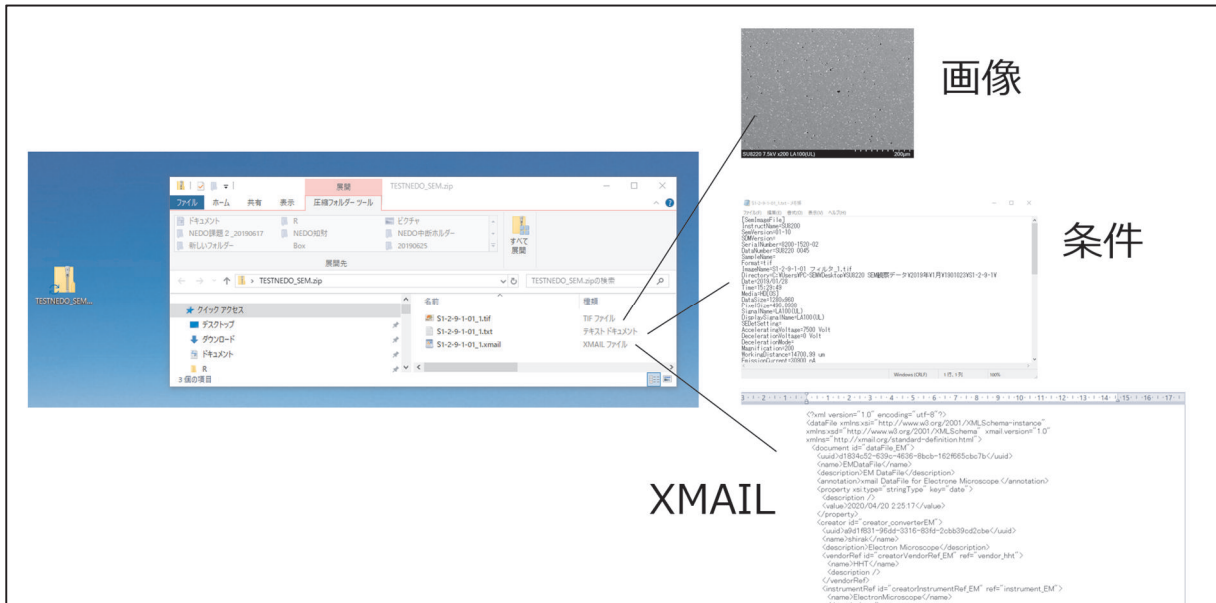 TESTNEDO_SEM...
展開
TESTNEDO_SEM.zip
ファイル ホーム 共有 表示 圧縮フォルダー ツール
ドキュメント R ピクチャ
NEDO課題２_20190617 NEDO知財 NEDO中断ホルダー
新しいフォルダー Box 20190625
すべて
展開
展開先
TESTNEDO_SEM.zip
TESTNEDO_SEM.zipの検索
クイック アクセス
デスクトップ
ダウンロード
ドキュメント
R
3 個の項目
名前 種類
S1-2-9-1-01_1.tif TIF ファイル
S1-2-9-1-01_1.txt テキスト ドキュメント
S1-2-9-1-01_1.xmail XMAIL ファイル
SU8220 7.5kV x200 LA100(UL) 200μm
画像
[SemImageFile]
InstructName=SU8200
SemVersion=01-10
SDMVersion=
SerialNumber=8200-1520-02
DataNumber=SU8220 0045
SampleName=
Format=tif
ImageName=S1-2-9-1-01 フィルタ_1.tif
Date=2019/01/28
Time=15:29:49
Media=HD[OS]
DataSize=1280x960
SignalName=LA100(UL)
DisplaySignalName=LA100(UL)
SEDetSetting=
AcceleratingVoltage=7500 Volt
DecelerationVoltage=0 Volt
DecelerationMode=
Magnification=200
WorkingDistance=14700.99 um
EmissionCurrent=30900 nA
Windows (CRLF) 1 行, 1 列 100%
条件
XMAIL
<?xml version="1.0" encoding="utf-8"?>
<dataFile xmlns:xsi="http://www.w3.org/2001/XMLSchema-instance"
xmlns:xsd="http://www.w3.org/2001/XMLSchema" xmail:version="1.0"
xmlns="http://xmail.org/standard-definition.html">
<document id="dataFile_EM">
<uuid>d1834c52-639c-4636-8bcb-162f665cbc7b</uuid>
<name>EMDataFile</name>
<description>EM DataFile</description>
<annotation>xmail DataFile for Electrone Microscope.</annotation>
<property xsi:type="stringType" key="date">
<description />
<value>2020/04/20 2:25:17</value>
</property>
<creator id="creator_converterEM">
<uuid>a9d1f831-96dd-3316-83fd-2cbb39cd2cbe</uuid>
<name>shirak</name>
<description>Electron Microscope</description>
<vendorRef id="creatorVendorRef_EM" ref="vendor_hht">
<name>HHT</name>
<description />
</vendorRef>
<instrumentRef id="creatorInstrumentRef_EM" ref="instrument_EM">
<name>ElectronMicroscope</name>